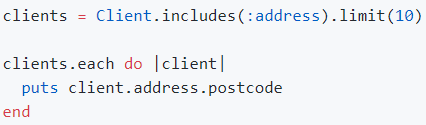 clients = Client.includes(:address).limit(10)
clients.each do |client|
  puts client.address.postcode
end